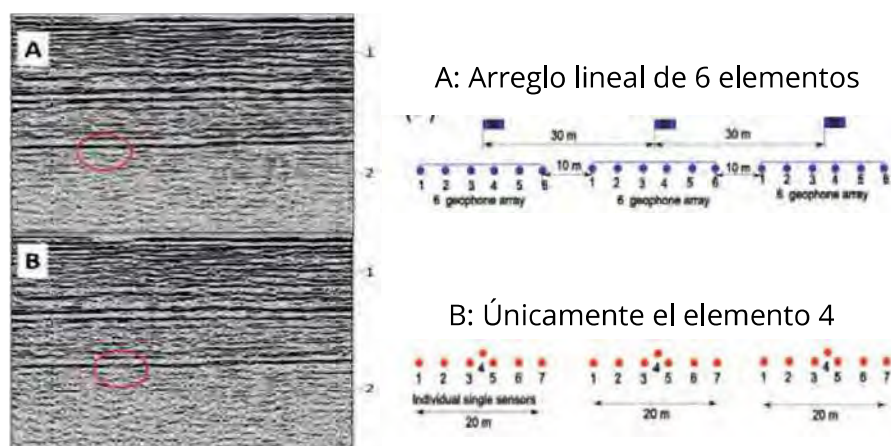 A
1
2
B
1
2
A: Arreglo lineal de 6 elementos
30 m
30 m
10 m
10 m
1 2 3 4 5 6
1 2 3 4 5 6
1 2 3 4 5 6
6 geophone array
6 geophone array
6 geophone array
B: Únicamente el elemento 4
1 2 3 4 5 6 7
1 2 3 4 5 6 7
1 2 3 4 5 6 7
Individual single sensors
20 m
20 m
20 m